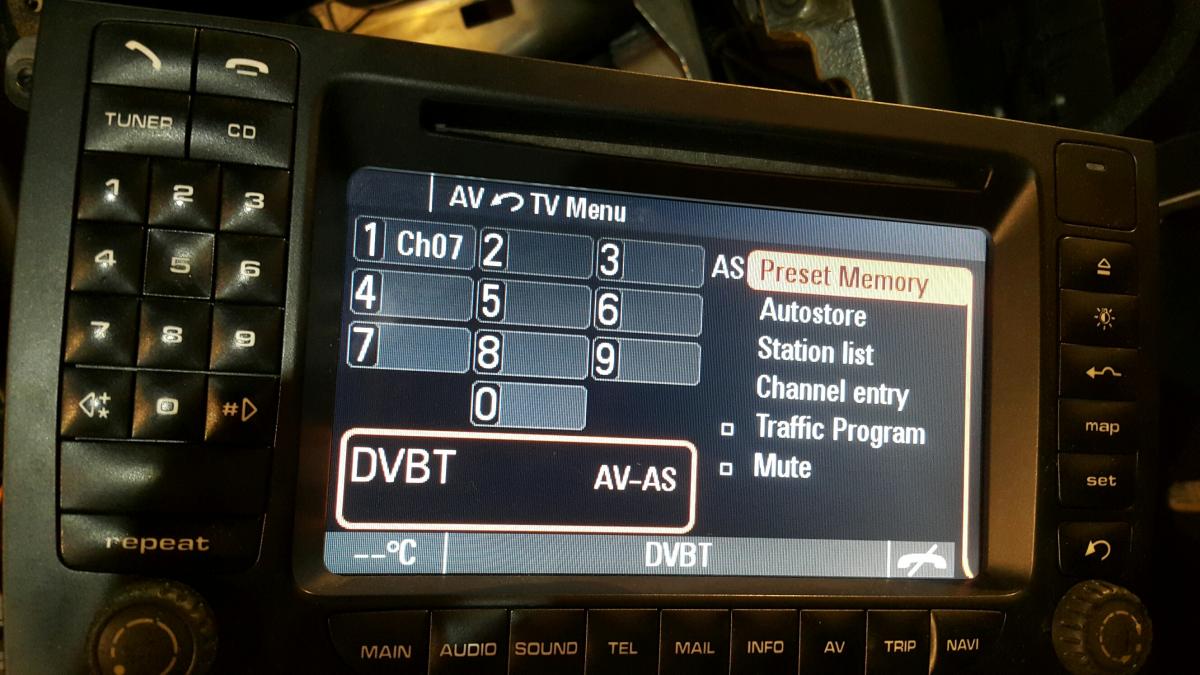 TUNER CD
1 2 3
4 5 6
7 8 9
* 0 #
repeat
AV TV Menu
1 Ch07 2 3
4 5 6
7 8 9
0
AS Preset Memory
Autostore
Station list
Channel entry
Traffic Program
Mute
DVBT AV-AS
--°C DVBT
map
set
MAIN AUDIO SOUND TEL MAIL INFO AV TRIP NAVI